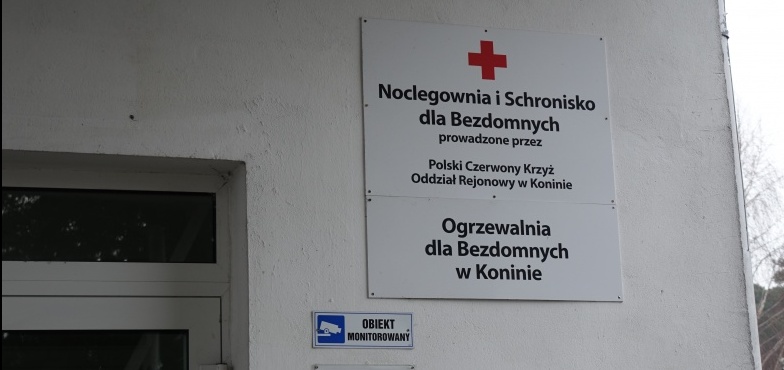 Noclegownia i Schronisko
dla Bezdomnych
prowadzone przez
Polski Czerwony Krzyż
Oddział Rejonowy w Koninie
Ogrzewalnia
dla Bezdomnych
w Koninie
OBIEKT
MONITOROWANY